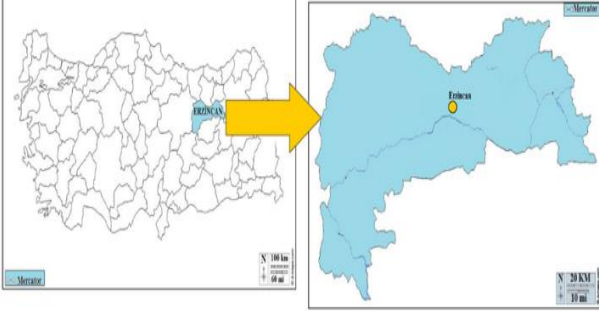 ERZİNCAN
N 100 km
60 mi
Mercator
Mercator
Erzincan
N 20 KM
10 mi